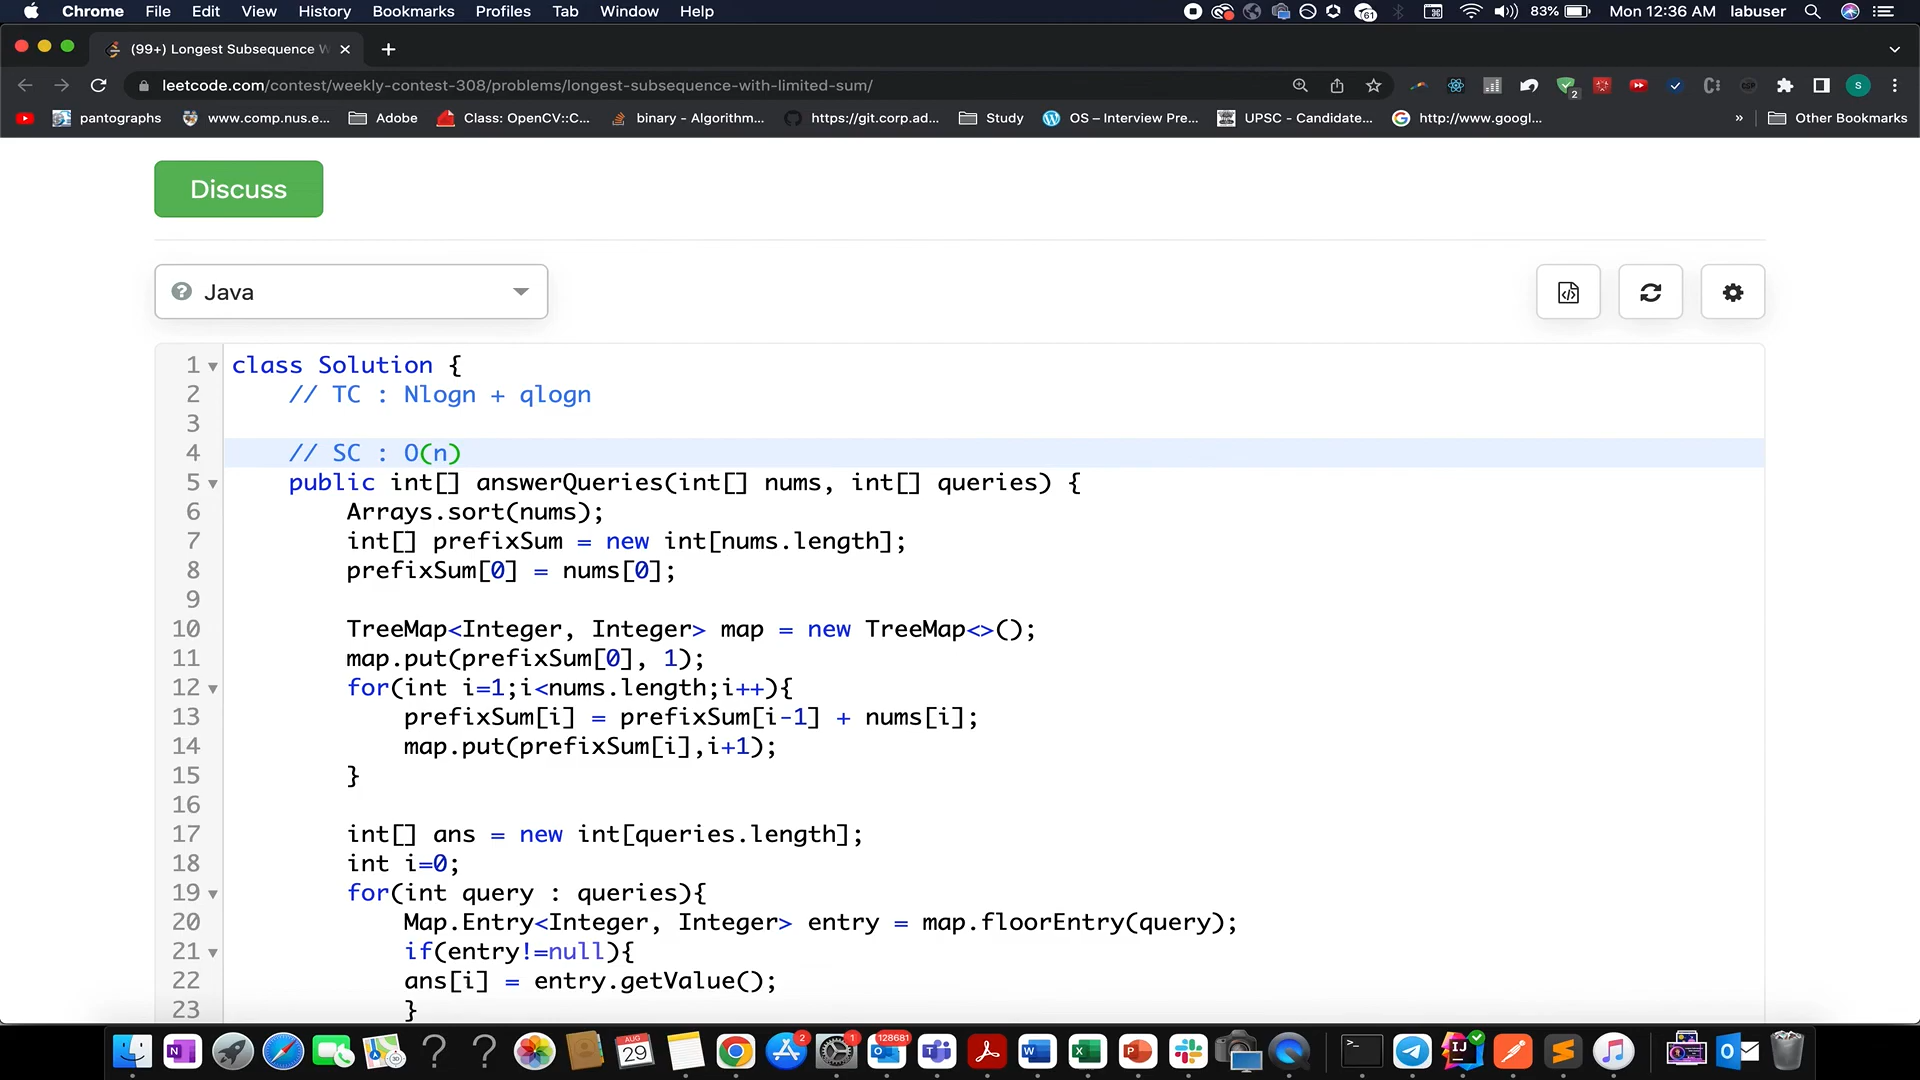 Chrome File Edit View History Bookmarks Profiles Tab Window Help 61 83% Mon 12:36 AM labuser
(99+) Longest Subsequence W
leetcode.com/contest/weekly-contest-308/problems/longest-subsequence-with-limited-sum/ 2 S
pantographs www.comp.nus.e... Adobe Class: OpenCV::C... binary - Algorithm... https://git.corp.ad... Study OS – Interview Pre... UPSC - Candidate... http://www.googl... » Other Bookmarks
Discuss
Java
1 class Solution {
2 // TC : Nlogn + qlogn
3
4 // SC : O(n)
5 public int[] answerQueries(int[] nums, int[] queries) {
6 Arrays.sort(nums);
7 int[] prefixSum = new int[nums.length];
8 prefixSum[0] = nums[0];
9
10 TreeMap<Integer, Integer> map = new TreeMap<>();
11 map.put(prefixSum[0], 1);
12 for(int i=1;i<nums.length;i++){
13 prefixSum[i] = prefixSum[i-1] + nums[i];
14 map.put(prefixSum[i],i+1);
15 }
16
17 int[] ans = new int[queries.length];
18 int i=0;
19 for(int query : queries){
20 Map.Entry<Integer, Integer> entry = map.floorEntry(query);
21 if(entry!=null){
22 ans[i] = entry.getValue();
23 }
AUG
29 2 1 128681